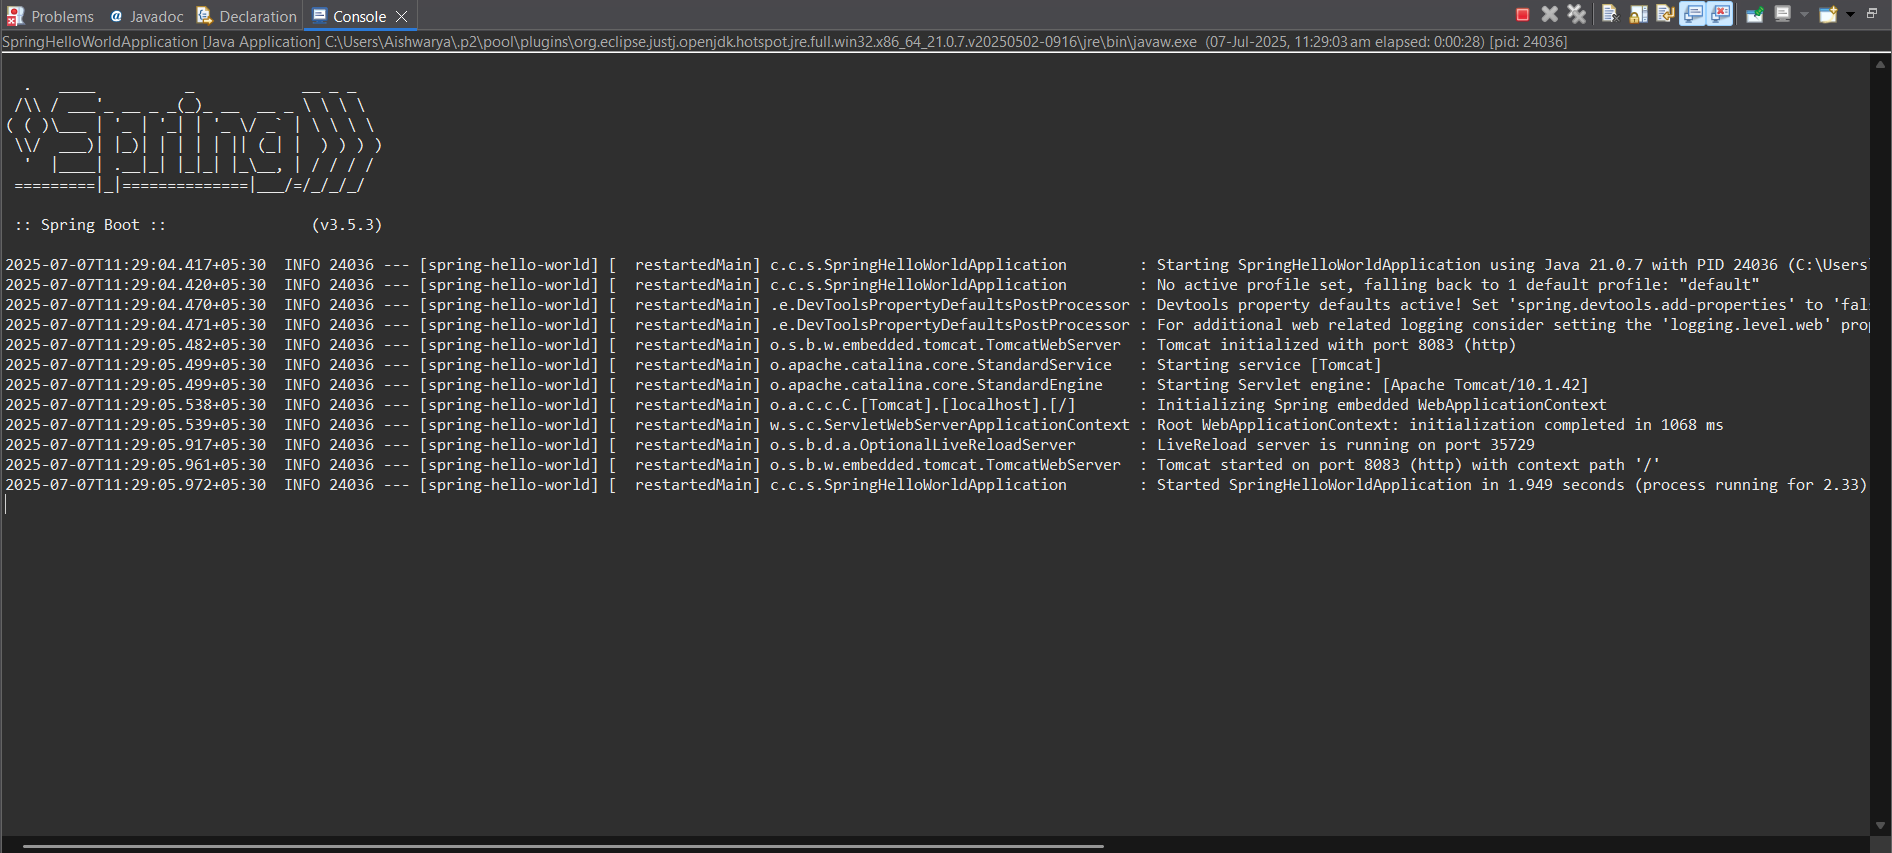 Problems Javadoc Declaration Console
SpringHelloWorldApplication [Java Application] C:\Users\Aishwarya\.p2\pool\plugins\org.eclipse.justj.openjdk.hotspot.jre.full.win32.x86_64_21.0.7.v20250502-0916\jre\bin\javaw.exe (07-Jul-2025, 11:29:03 am elapsed: 0:00:28) [pid: 24036]
  .   ____          _            __ _ _
 /\\ / ___'_ __ _ _(_)_ __  __ _ \ \ \ \
( ( )\___ | '_ | '_| | '_ \/ _` | \ \ \ \
 \\/  ___)| |_)| | | | | || (_| |  ) ) ) )
  '  |____| .__|_| |_|_| |_\__, | / / / /
 =========|_|==============|___/=/_/_/_/
 :: Spring Boot ::                (v3.5.3)
2025-07-07T11:29:04.417+05:30  INFO 24036 --- [spring-hello-world] [  restartedMain] c.c.s.SpringHelloWorldApplication        : Starting SpringHelloWorldApplication using Java 21.0.7 with PID 24036 (C:\Users\
2025-07-07T11:29:04.420+05:30  INFO 24036 --- [spring-hello-world] [  restartedMain] c.c.s.SpringHelloWorldApplication        : No active profile set, falling back to 1 default profile: "default"
2025-07-07T11:29:04.470+05:30  INFO 24036 --- [spring-hello-world] [  restartedMain] .e.DevToolsPropertyDefaultsPostProcessor : Devtools property defaults active! Set 'spring.devtools.add-properties' to 'fal
2025-07-07T11:29:04.471+05:30  INFO 24036 --- [spring-hello-world] [  restartedMain] .e.DevToolsPropertyDefaultsPostProcessor : For additional web related logging consider setting the 'logging.level.web' pro
2025-07-07T11:29:05.482+05:30  INFO 24036 --- [spring-hello-world] [  restartedMain] o.s.b.w.embedded.tomcat.TomcatWebServer  : Tomcat initialized with port 8083 (http)
2025-07-07T11:29:05.499+05:30  INFO 24036 --- [spring-hello-world] [  restartedMain] o.apache.catalina.core.StandardService   : Starting service [Tomcat]
2025-07-07T11:29:05.499+05:30  INFO 24036 --- [spring-hello-world] [  restartedMain] o.apache.catalina.core.StandardEngine    : Starting Servlet engine: [Apache Tomcat/10.1.42]
2025-07-07T11:29:05.538+05:30  INFO 24036 --- [spring-hello-world] [  restartedMain] o.a.c.c.C.[Tomcat].[localhost].[/]       : Initializing Spring embedded WebApplicationContext
2025-07-07T11:29:05.539+05:30  INFO 24036 --- [spring-hello-world] [  restartedMain] w.s.c.ServletWebServerApplicationContext : Root WebApplicationContext: initialization completed in 1068 ms
2025-07-07T11:29:05.917+05:30  INFO 24036 --- [spring-hello-world] [  restartedMain] o.s.b.d.a.OptionalLiveReloadServer       : LiveReload server is running on port 35729
2025-07-07T11:29:05.961+05:30  INFO 24036 --- [spring-hello-world] [  restartedMain] o.s.b.w.embedded.tomcat.TomcatWebServer  : Tomcat started on port 8083 (http) with context path '/'
2025-07-07T11:29:05.972+05:30  INFO 24036 --- [spring-hello-world] [  restartedMain] c.c.s.SpringHelloWorldApplication        : Started SpringHelloWorldApplication in 1.949 seconds (process running for 2.33)